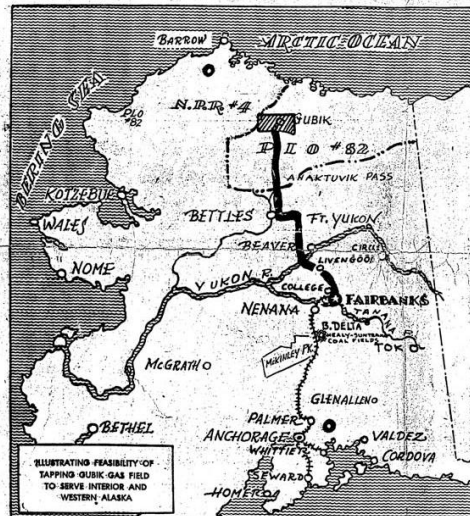 BARROW
ARCTIC OCEAN
BERING SEA
N.P.R #4
PLO
#82
GUBIK
P L O #82
ANAKTUVIK PASS
KOTZEBUE
WALES
BETTLES
FT. YUKON
BEAVER
CIRCLE
LIVENGOOD
NOME
YUKON R.
COLLEGE
FAIRBANKS
NENANA
TANANA
B. DELTA
HEALY-SUNTRANA
COAL FIELDS
TOK
MCKINLEY PK.
MCGRATH
GLENALLEN
PALMER
BETHEL
ANCHORAGE
VALDEZ
WHITTIER
CORDOVA
SEWARD
HOMER
ILLUSTRATING FEASIBILITY OF
TAPPING GUBIK GAS FIELD
TO SERVE INTERIOR AND
WESTERN ALASKA